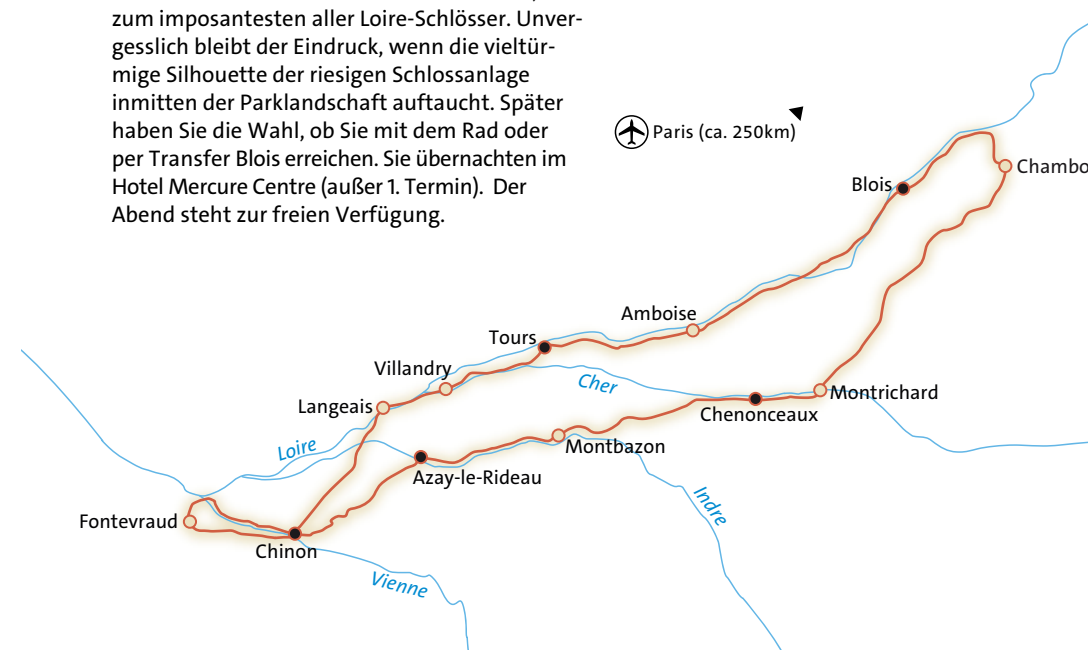 zum imposantesten aller Loire-Schlösser. Unver-
gesslich bleibt der Eindruck, wenn die vieltür-
mige Silhouette der riesigen Schlossanlage
inmitten der Parklandschaft auftaucht. Später
haben Sie die Wahl, ob Sie mit dem Rad oder
per Transfer Blois erreichen. Sie übernachten im
Hotel Mercure Centre (außer 1. Termin). Der
Abend steht zur freien Verfügung.
Paris (ca. 250km)
Chambo
Blois
Amboise
Tours
Villandry
Cher
Langeais
Montrichard
Chenonceaux
Loire
Montbazon
Azay-le-Rideau
Indre
Fontevraud
Chinon
Vienne